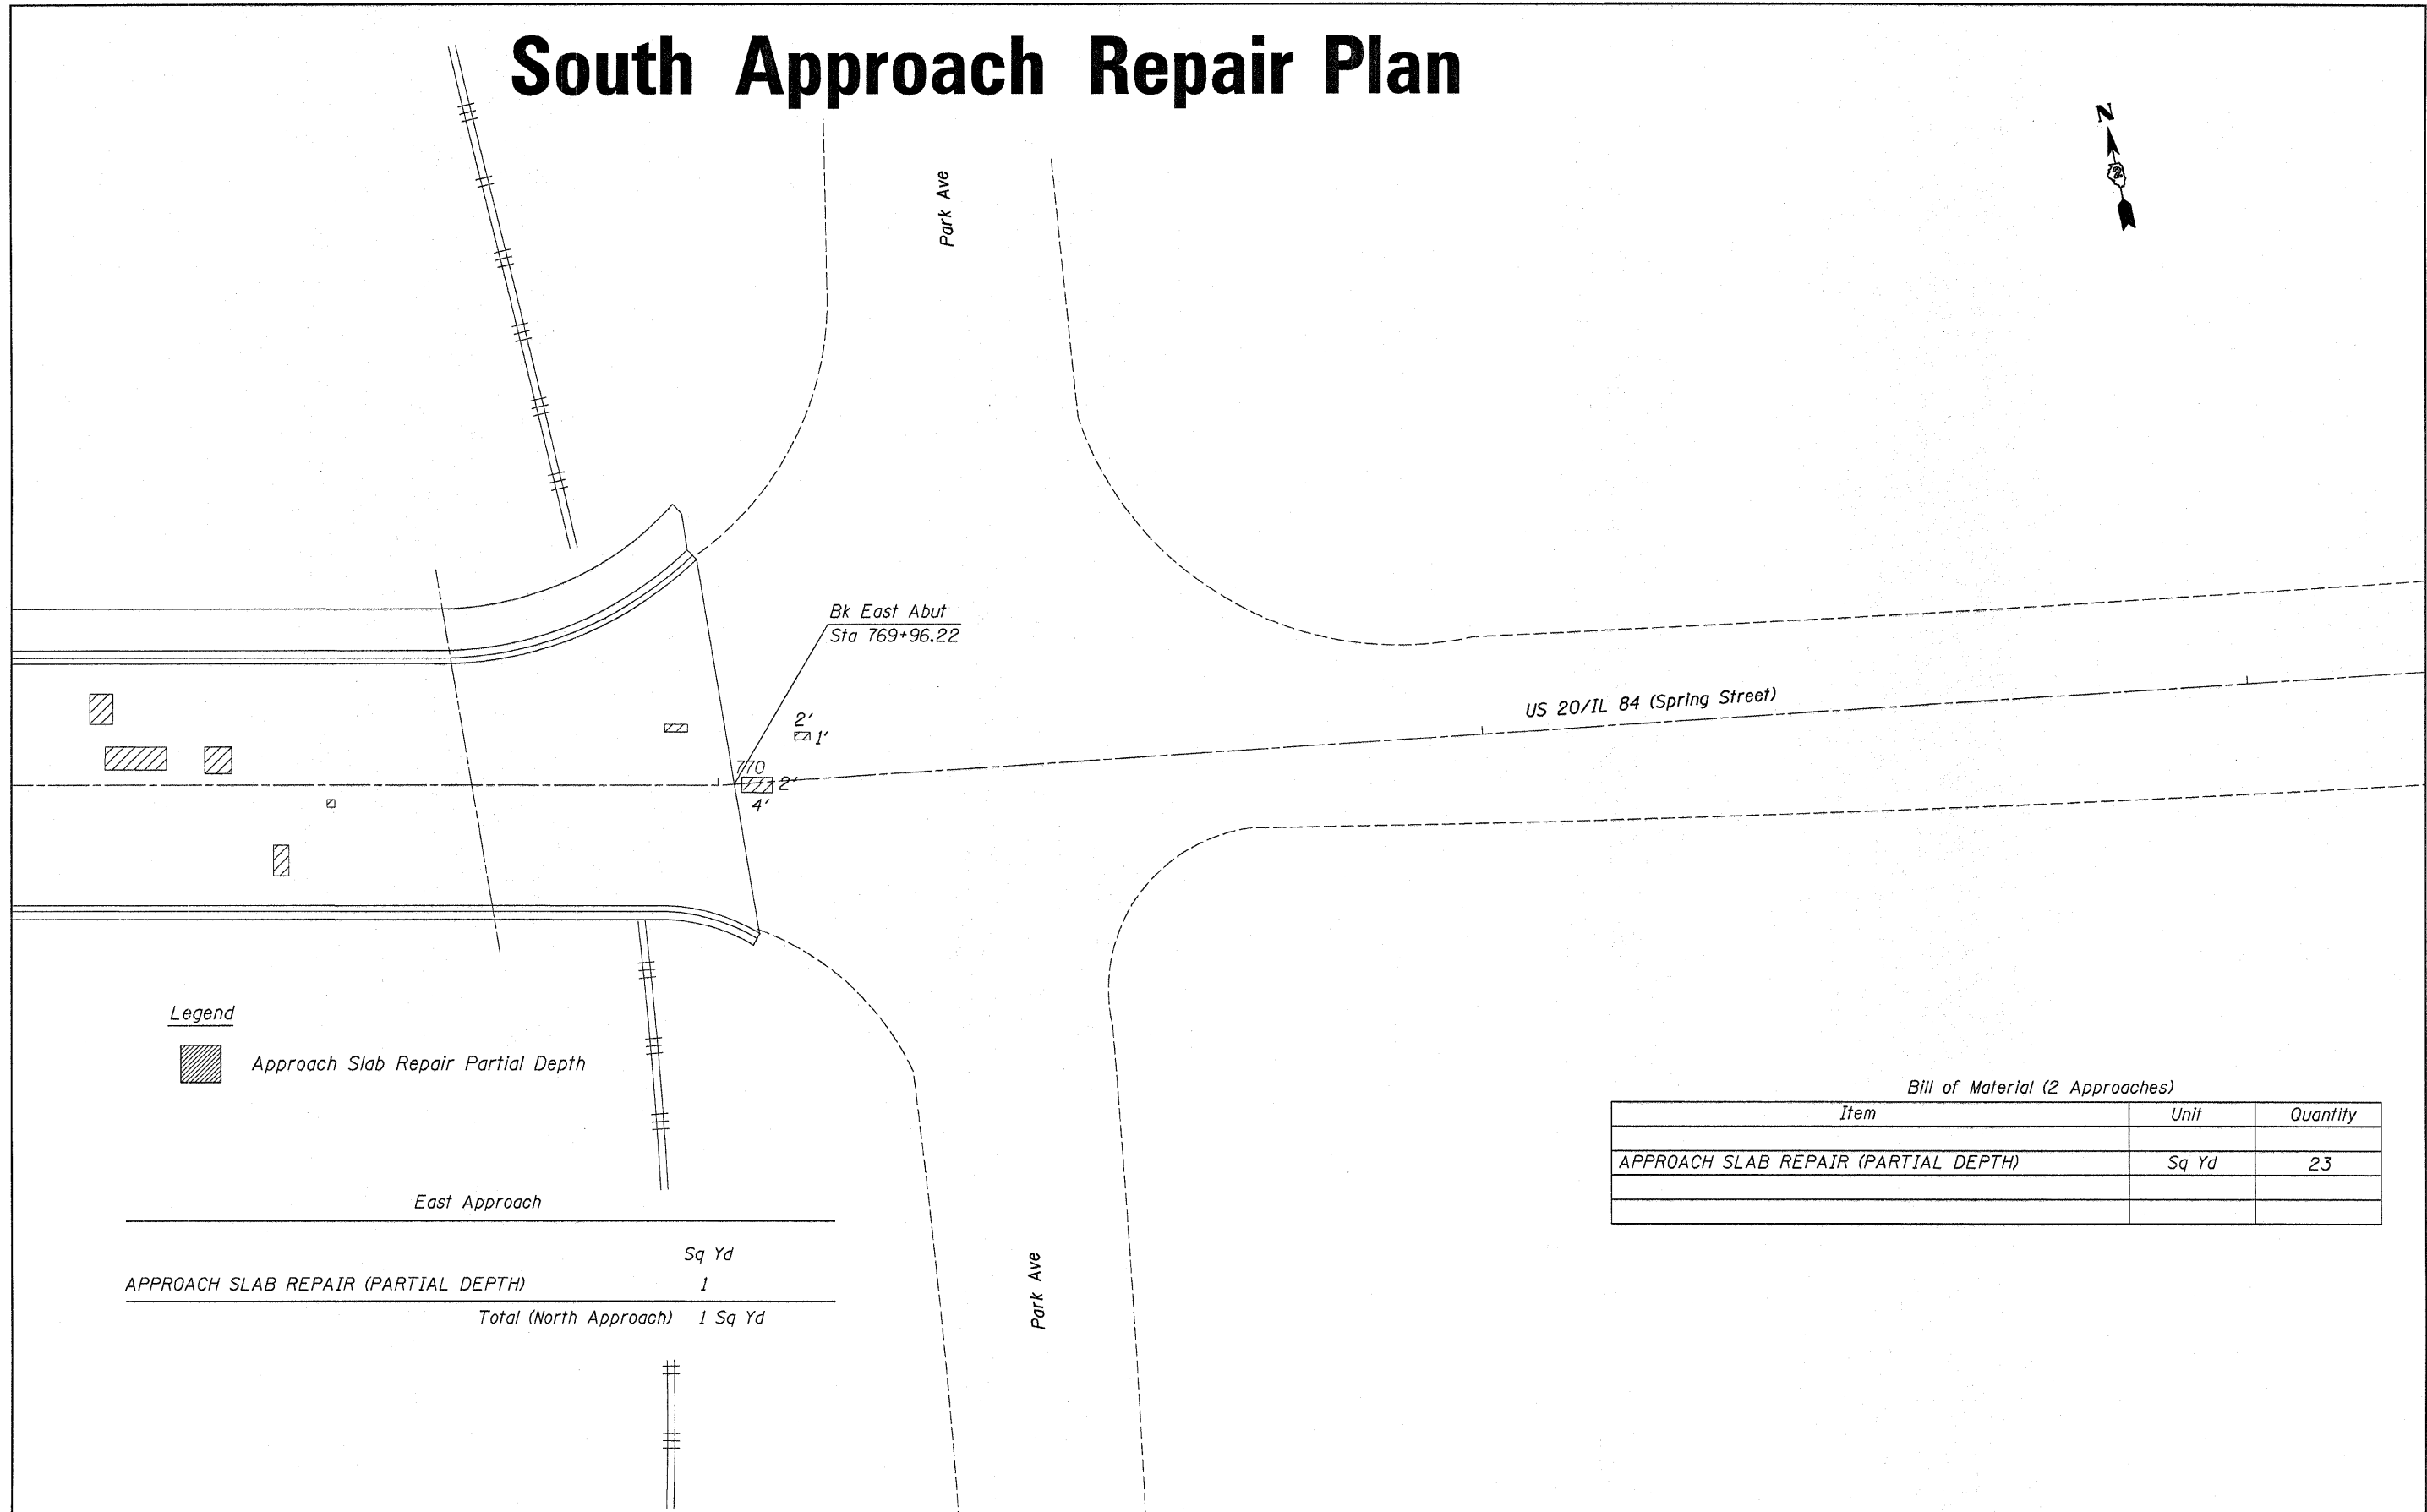 South Approach Repair Plan
N
2
Park Ave
Bk East Abut
Sta 769+96.22
US 20/IL 84 (Spring Street)
2'
1'
770
2'
4'
Legend
Approach Slab Repair Partial Depth
Bill of Material (2 Approaches)
Item Unit Quantity
APPROACH SLAB REPAIR (PARTIAL DEPTH) Sq Yd 23
East Approach
Sq Yd
APPROACH SLAB REPAIR (PARTIAL DEPTH) 1
Total (North Approach) 1 Sq Yd
Park Ave